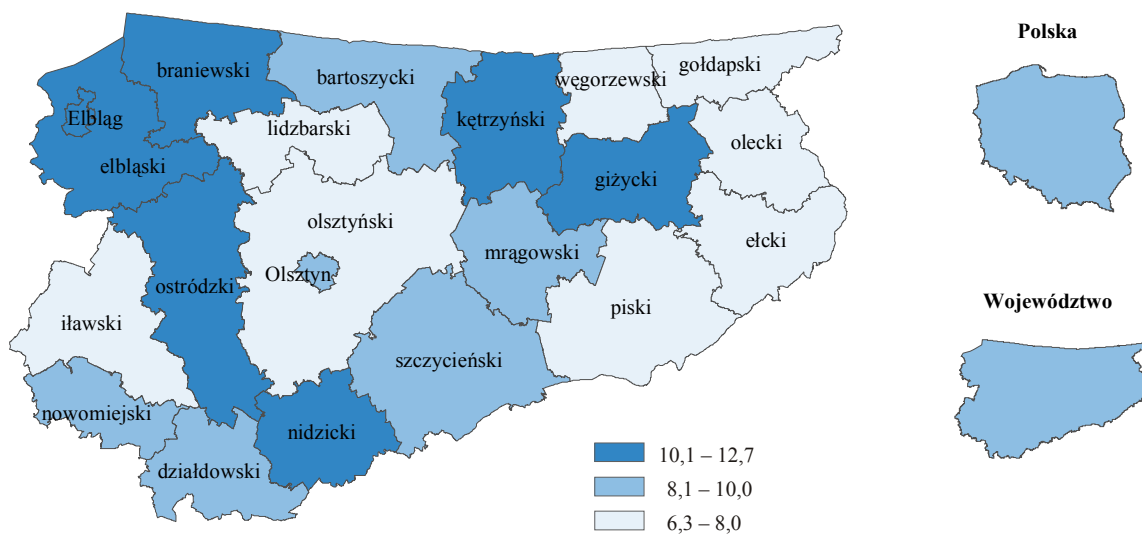 Polska
gołdapski
braniewski
bartoszycki
węgorzewski
Elbląg
kętrzyński
lidzbarski
olecki
elbląski
giżycki
olsztyński
ełcki
mrągowski
Olsztyn
ostródzki
Województwo
piski
iławski
szczycieński
nowomiejski
nidzicki
działdowski
10,1 – 12,7
8,1 – 10,0
6,3 – 8,0